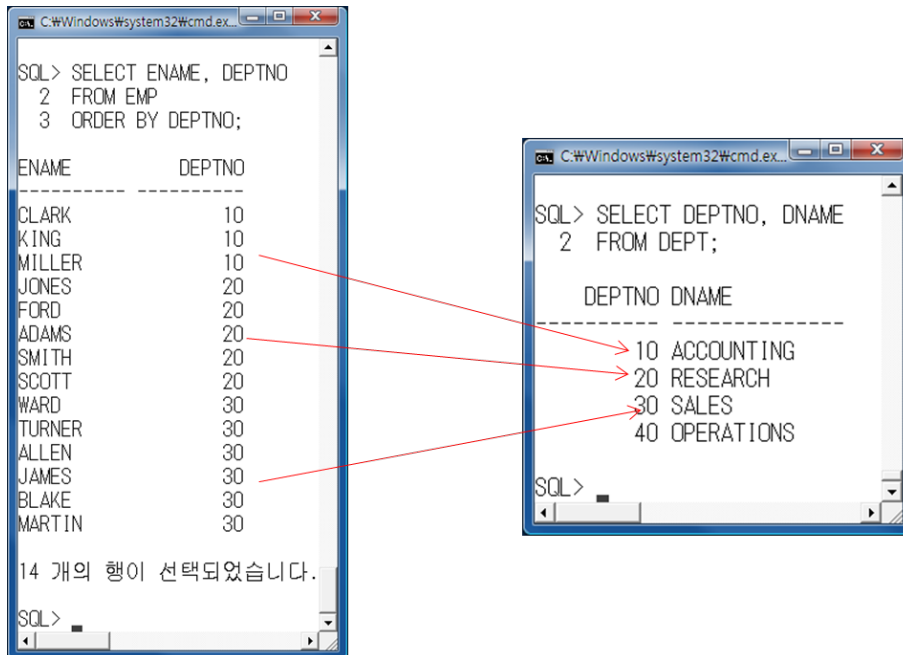 C:₩Windows₩system32₩cmd.ex...
SQL> SELECT ENAME, DEPTNO
2 FROM EMP
3 ORDER BY DEPTNO;
ENAME DEPTNO
---------- ----------
CLARK 10
KING 10
MILLER 10
JONES 20
FORD 20
ADAMS 20
SMITH 20
SCOTT 20
WARD 30
TURNER 30
ALLEN 30
JAMES 30
BLAKE 30
MARTIN 30
14 개의 행이 선택되었습니다.
SQL> _
C:₩Windows₩system32₩cmd.ex...
SQL> SELECT DEPTNO, DNAME
2 FROM DEPT;
DEPTNO DNAME
---------- --------------
10 ACCOUNTING
20 RESEARCH
30 SALES
40 OPERATIONS
SQL> _